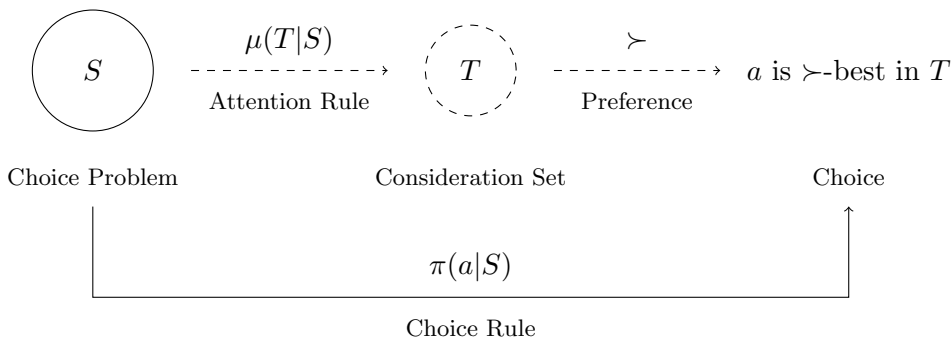 S
μ(T|S)
Attention Rule
T
≻
Preference
a is ≻-best in T
Choice Problem
Consideration Set
Choice
π(a|S)
Choice Rule